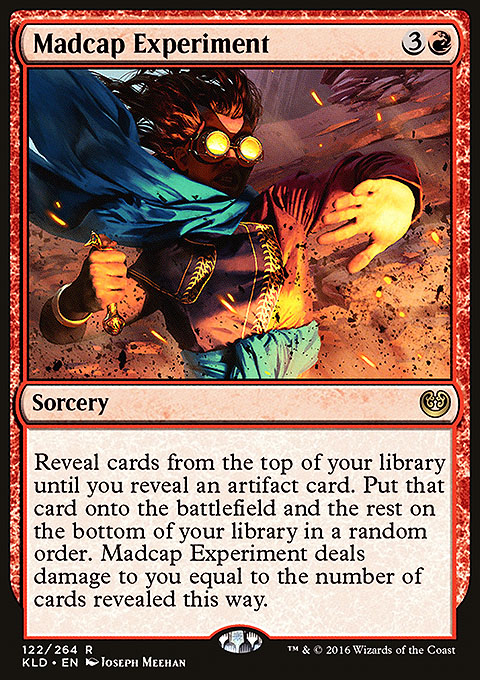 Madcap Experiment 3
Sorcery
Reveal cards from the top of your library
until you reveal an artifact card. Put that
card onto the battlefield and the rest on
the bottom of your library in a random
order. Madcap Experiment deals
damage to you equal to the number of
cards revealed this way.
122/264 R
KLD • EN Joseph Meehan
™ & © 2016 Wizards of the Coast